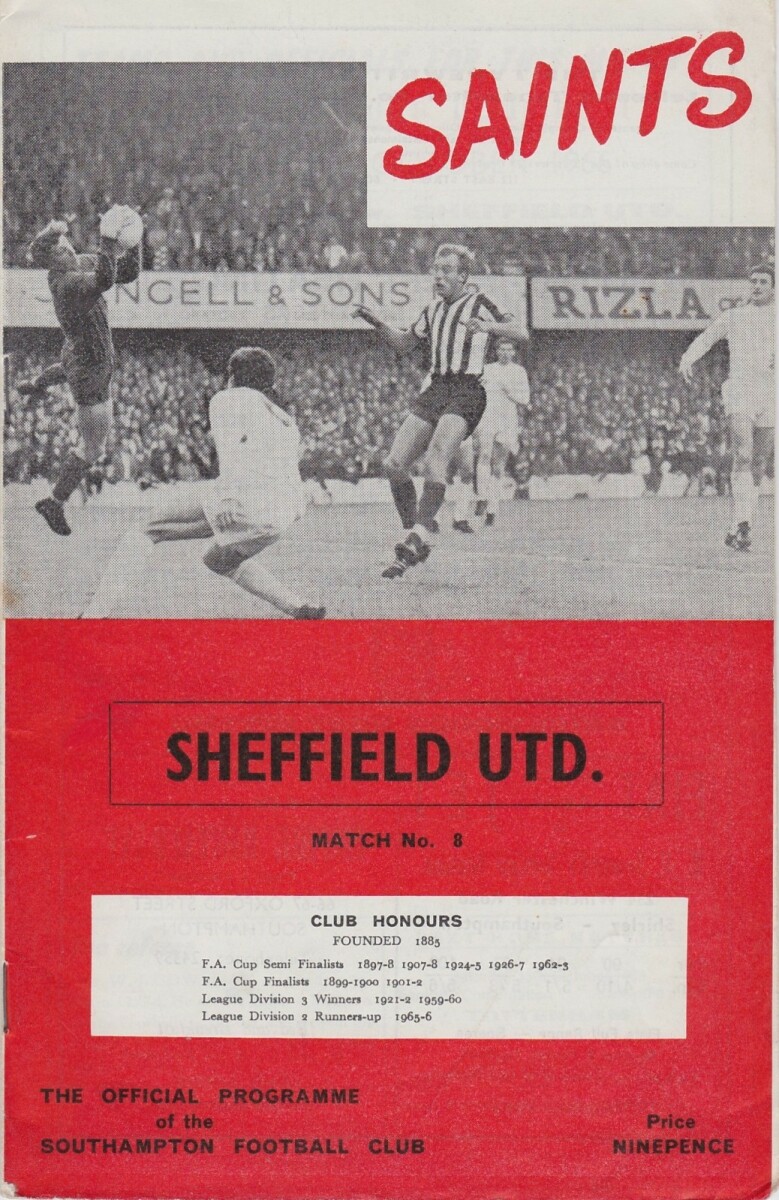 SAINTS
NGELL & SONS
RIZLA
SHEFFIELD UTD.
MATCH No. 8
CLUB HONOURS
FOUNDED 1885
F.A. Cup Semi Finalists 1897-8 1907-8 1924-5 1926-7 1962-3
F.A. Cup Finalists 1899-1900 1901-2
League Division 3 Winners 1921-2 1959-60
League Division 2 Runners-up 1965-6
THE OFFICIAL PROGRAMME
of the
SOUTHAMPTON FOOTBALL CLUB
Price
NINEPENCE